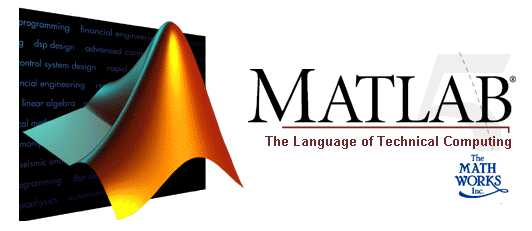 programming financial engineering
dsp design advanced
control system design
financial engineering
linear algebra
MATLAB®
The Language of Technical Computing
The
MATH
WORKS
Inc.